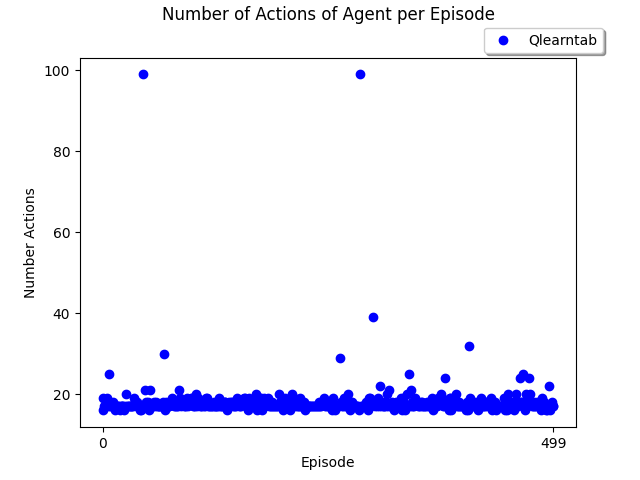 Number of Actions of Agent per Episode
Qlearntab
100
80
60
40
20
Number Actions
0
499
Episode